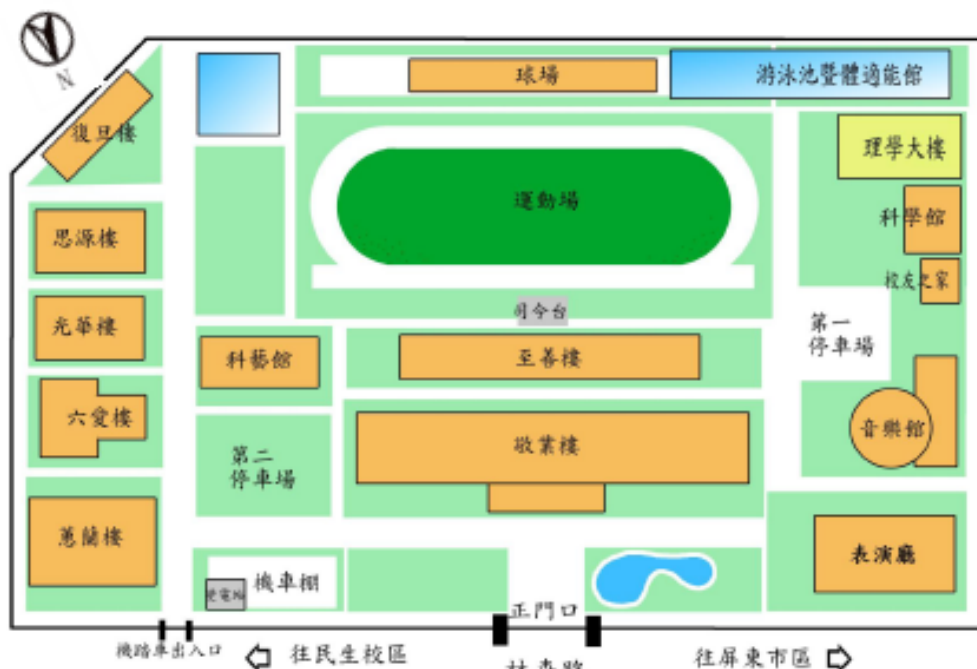 N
球場
游泳池暨體適能館
復旦樓
理學大樓
運動場
科學館
思源樓
校友之家
司令台
光華樓
第一
停車場
科藝館
至善樓
六愛樓
音樂館
敬業樓
第二
停車場
蕙蘭樓
表演廳
機車棚
正門口
機踏車出入口
往民生校區
往屏東市區